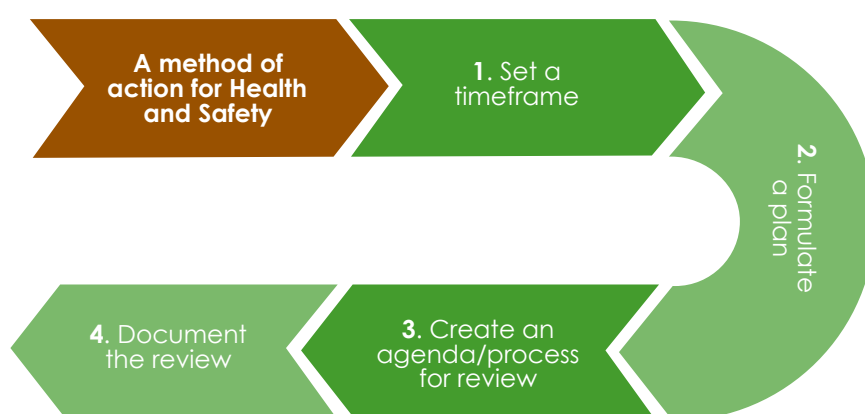 A method of
action for Health
and Safety
1. Set a
timeframe
2. Formulate
a plan
3. Create an
agenda/process
for review
4. Document
the review